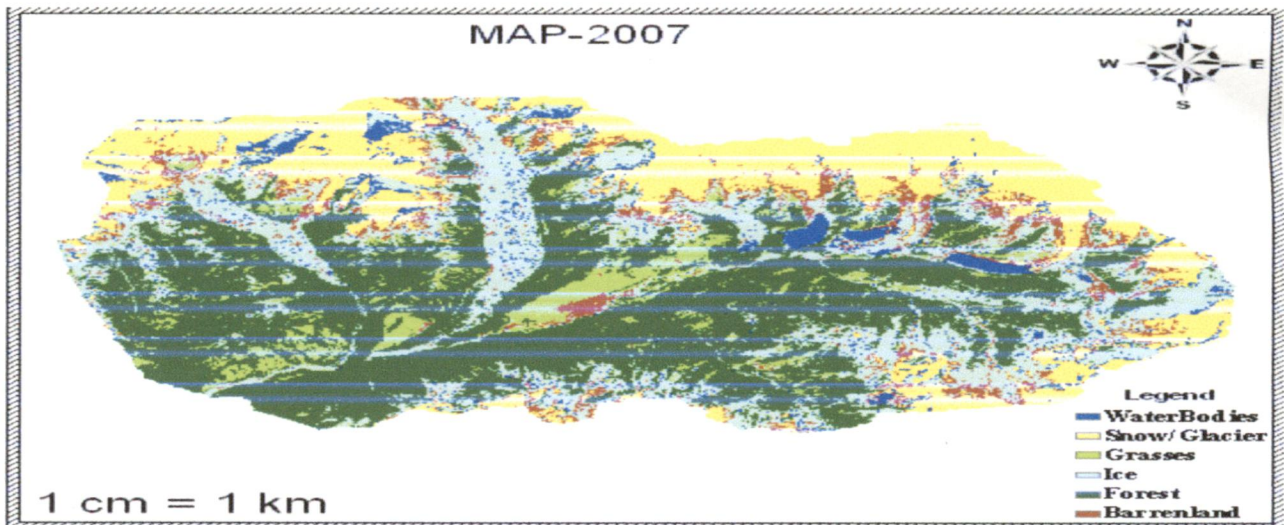 MAP-2007
N
W E
S
Legend
WaterBodies
Snow/ Glacier
Grasses
Ice
Forest
Barrenland
1 cm = 1 km